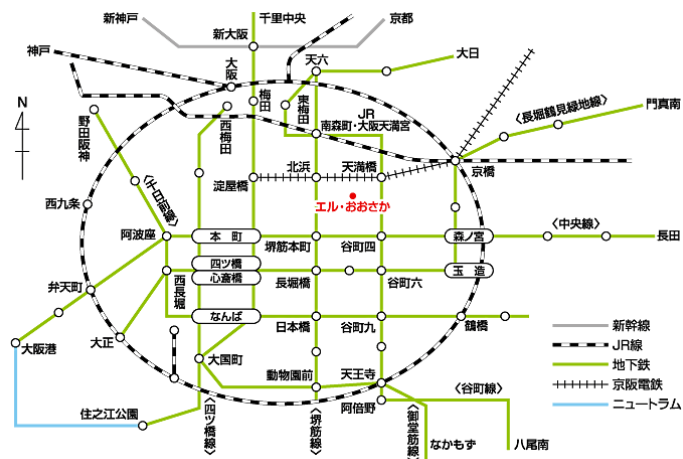 新神戸
千里中央
京都
新大阪
神戸
大阪
天六
大日
N
梅田
東梅田
西梅田
野田阪神
JR
南森町・大阪天満宮
〈長堀鶴見緑地線〉
門真南
京橋
〈千日前線〉
淀屋橋
北浜
天満橋
エル・おおさか
西九条
阿波座
本町
堺筋本町
谷町四
森ノ宮
〈中央線〉
長田
四ツ橋
心斎橋
西長堀
長堀橋
谷町六
玉造
弁天町
なんば
日本橋
谷町九
鶴橋
大阪港
大正
大国町
動物園前
天王寺
阿倍野
〈谷町線〉
住之江公園
〈四ツ橋線〉
〈堺筋線〉
〈御堂筋線〉
なかもず
八尾南
新幹線
JR線
地下鉄
京阪電鉄
ニュートラム